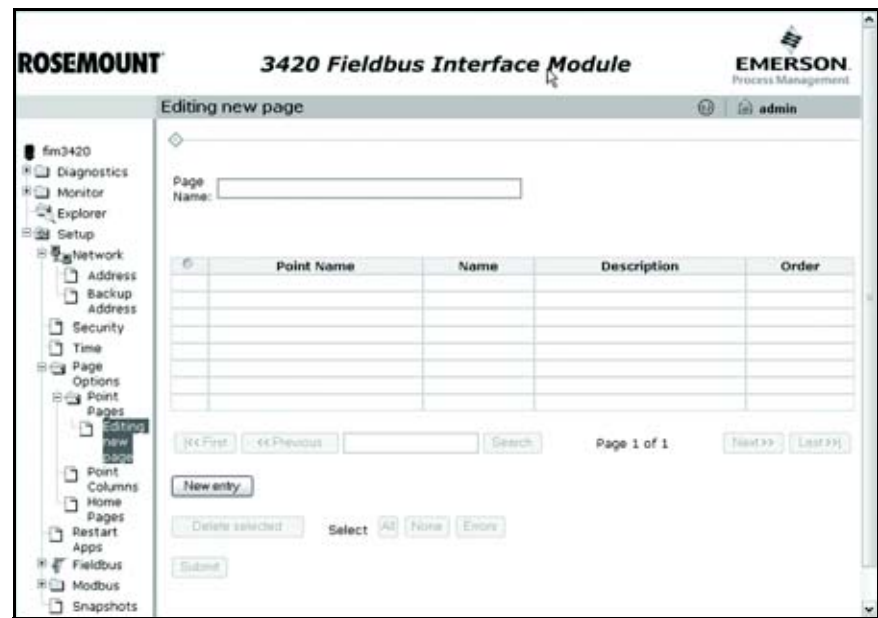 ROSEMOUNT
3420 Fieldbus Interface Module
EMERSON.
Process Management
Editing new page
admin
fim3420
Diagnostics
Monitor
Explorer
Setup
Network
Address
Backup
Address
Security
Time
Page
Options
Point
Pages
Editing
new
page
Point
Columns
Home
Pages
Restart
Apps
Fieldbus
Modbus
Snapshots
Page
Name:
Point Name Name Description Order
|<< First << Previous Search Page 1 of 1 Next >> Last >>|
New entry
Delete selected Select All None Errors
Submit